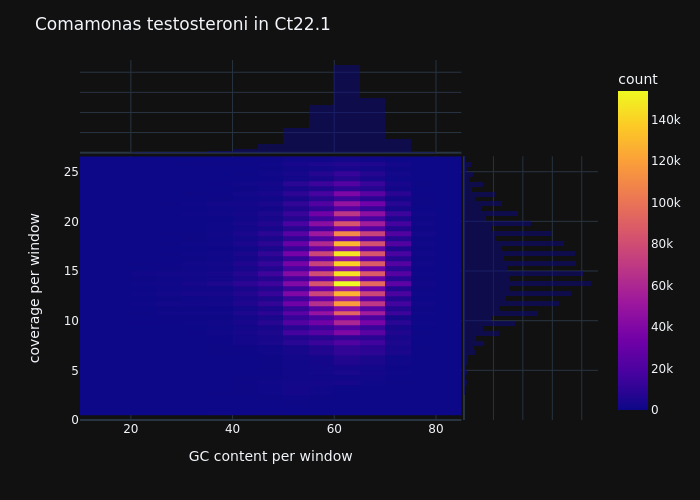 Comamonas testosteroni in Ct22.1
count
140k
120k
100k
80k
60k
40k
20k
0
coverage per window
25
20
15
10
5
0
20 40 60 80
GC content per window